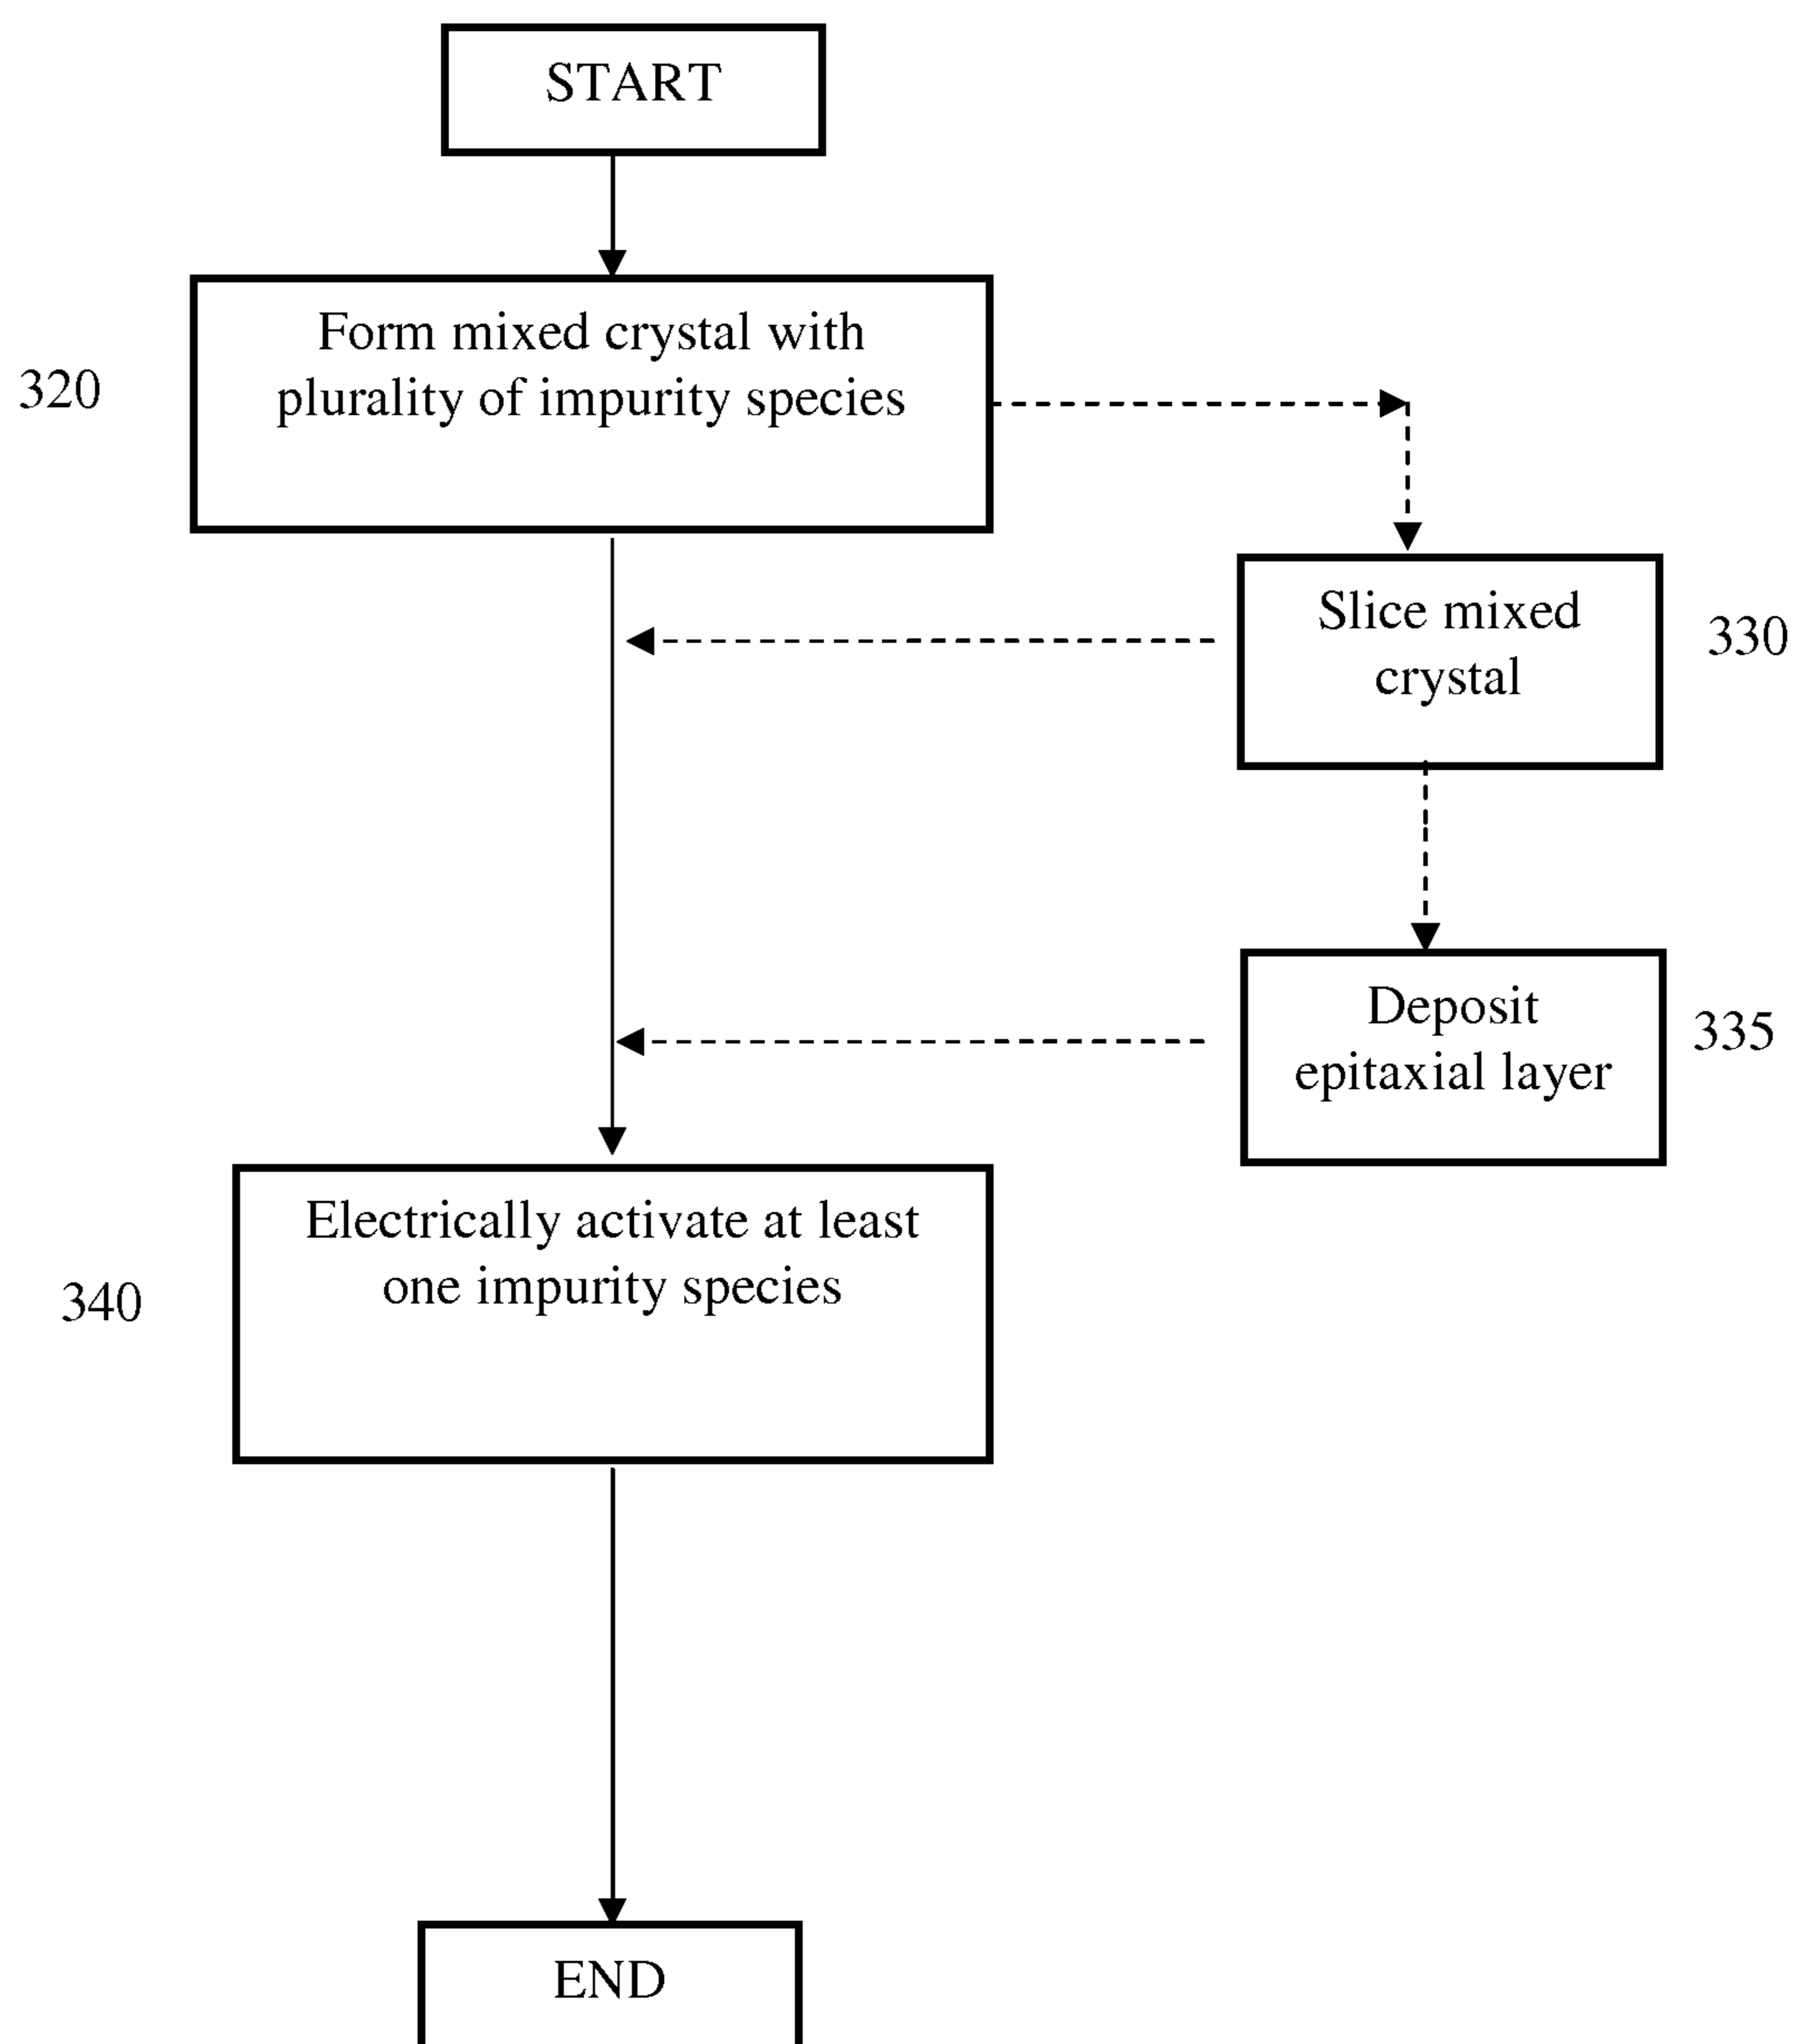 START
320
Form mixed crystal with
plurality of impurity species
Slice mixed
crystal
330
Deposit
epitaxial layer
335
340
Electrically activate at least
one impurity species
END